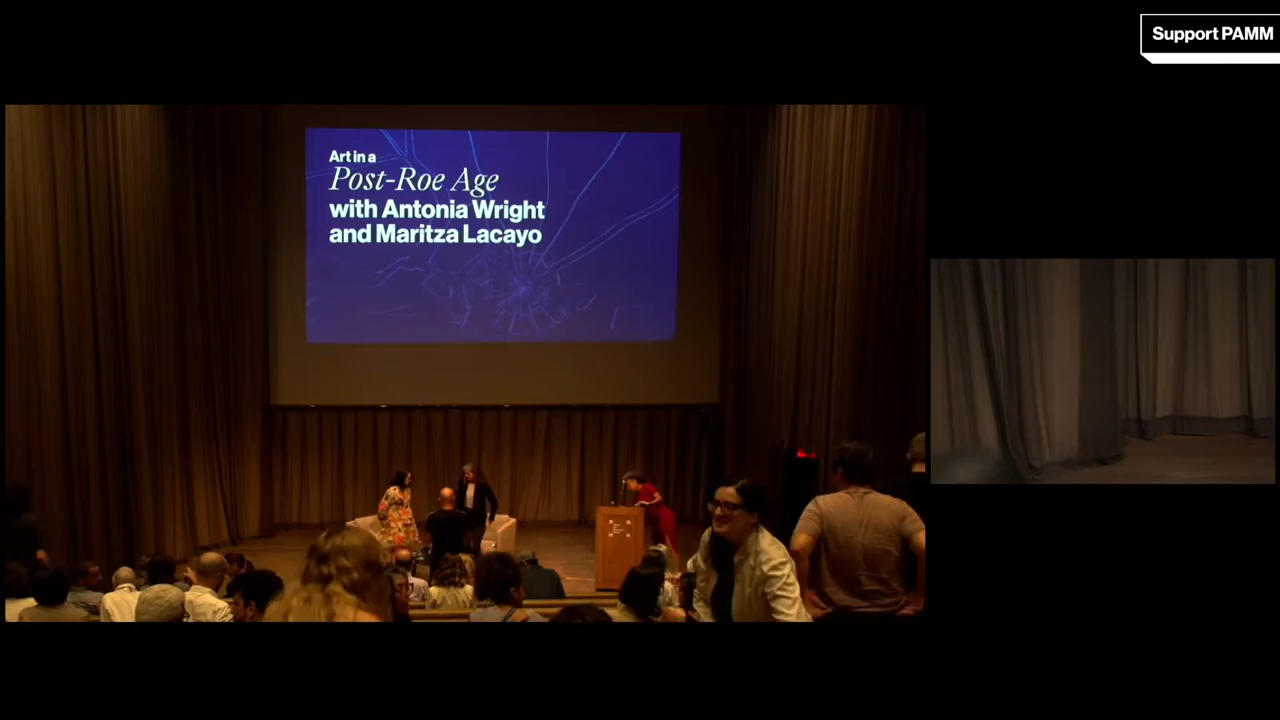 Support PAMM
Art in a
Post-Roe Age
with Antonia Wright
and Maritza Lacayo